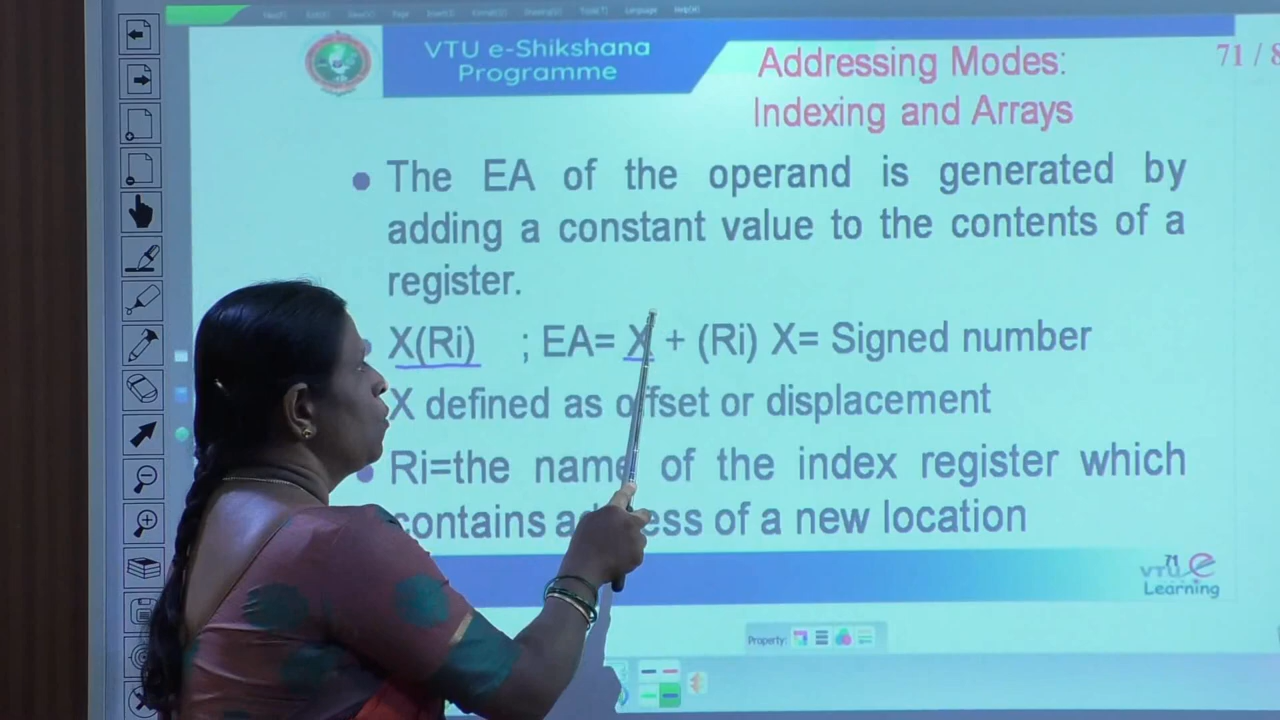 VTU e-Shikshana
Programme
Addressing Modes:
Indexing and Arrays
71 / 8
• The EA of the operand is generated by
adding a constant value to the contents of a
register.
X(Ri) ; EA= X + (Ri) X= Signed number
X defined as offset or displacement
• Ri=the name of the index register which
contains address of a new location
71
VTU e
Learning
Property: